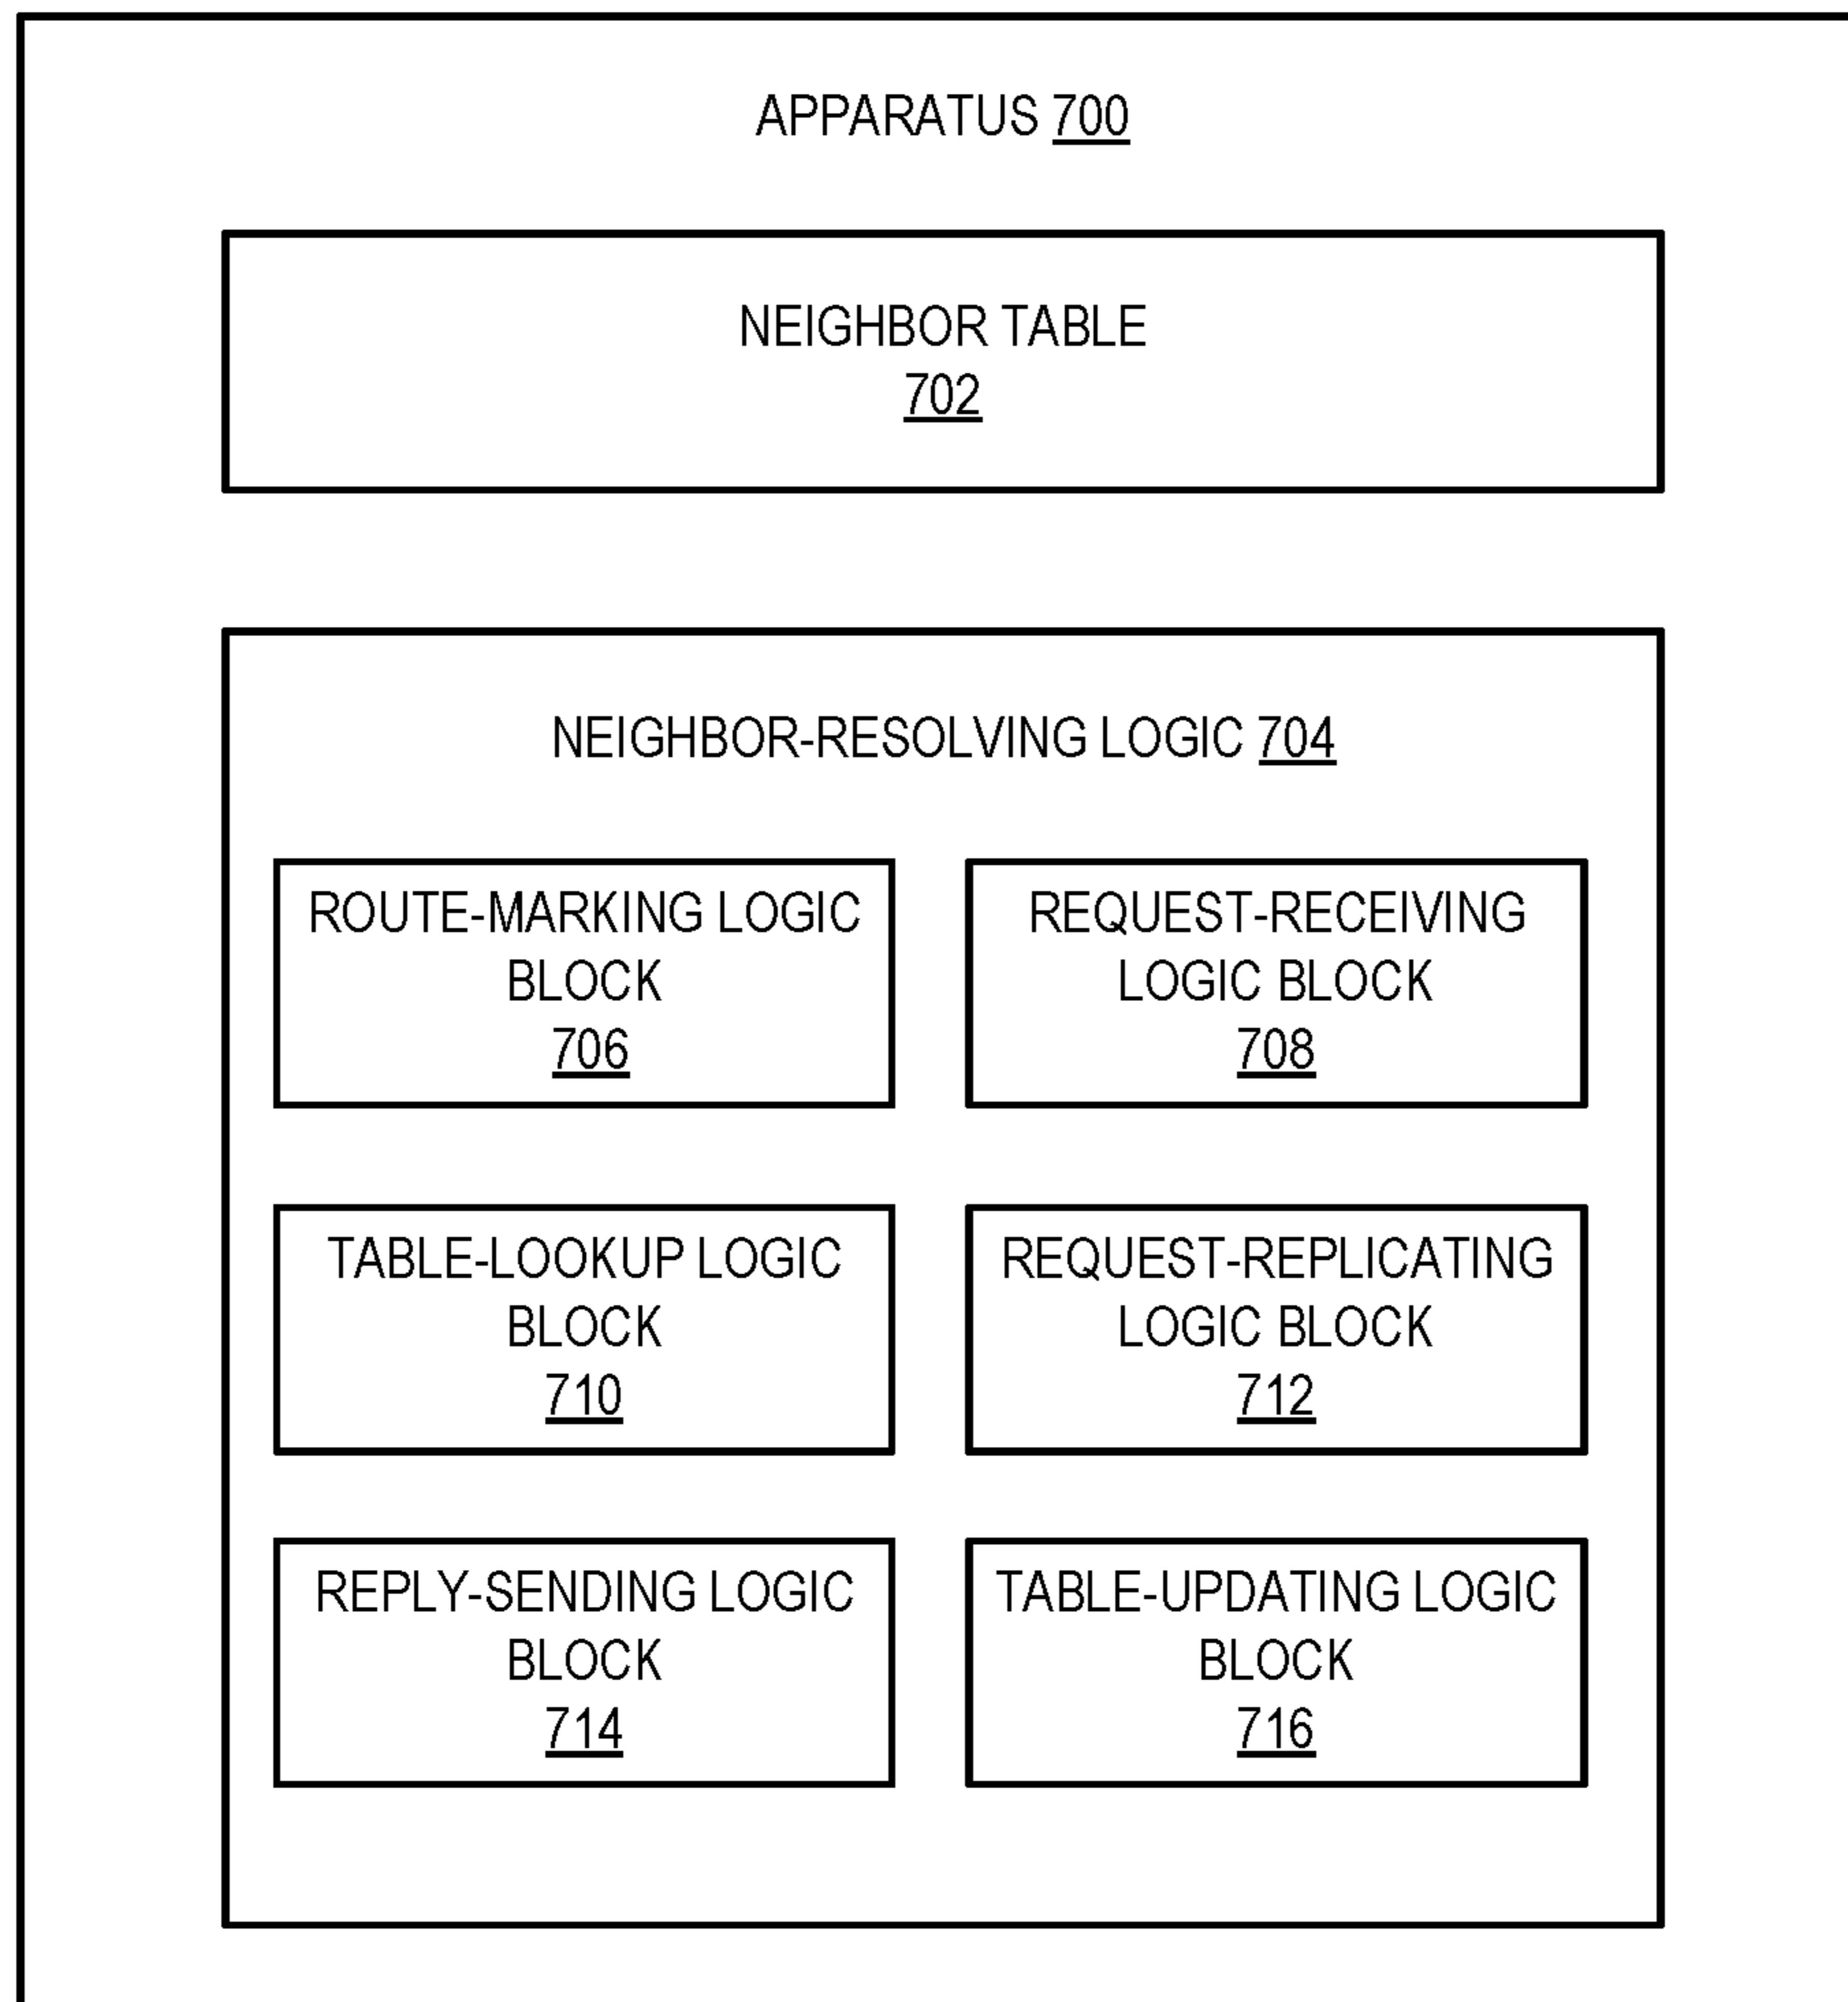 APPARATUS 700
NEIGHBOR TABLE
702
NEIGHBOR-RESOLVING LOGIC 704
ROUTE-MARKING LOGIC
BLOCK
706
REQUEST-RECEIVING
LOGIC BLOCK
708
TABLE-LOOKUP LOGIC
BLOCK
710
REQUEST-REPLICATING
LOGIC BLOCK
712
REPLY-SENDING LOGIC
BLOCK
714
TABLE-UPDATING LOGIC
BLOCK
716